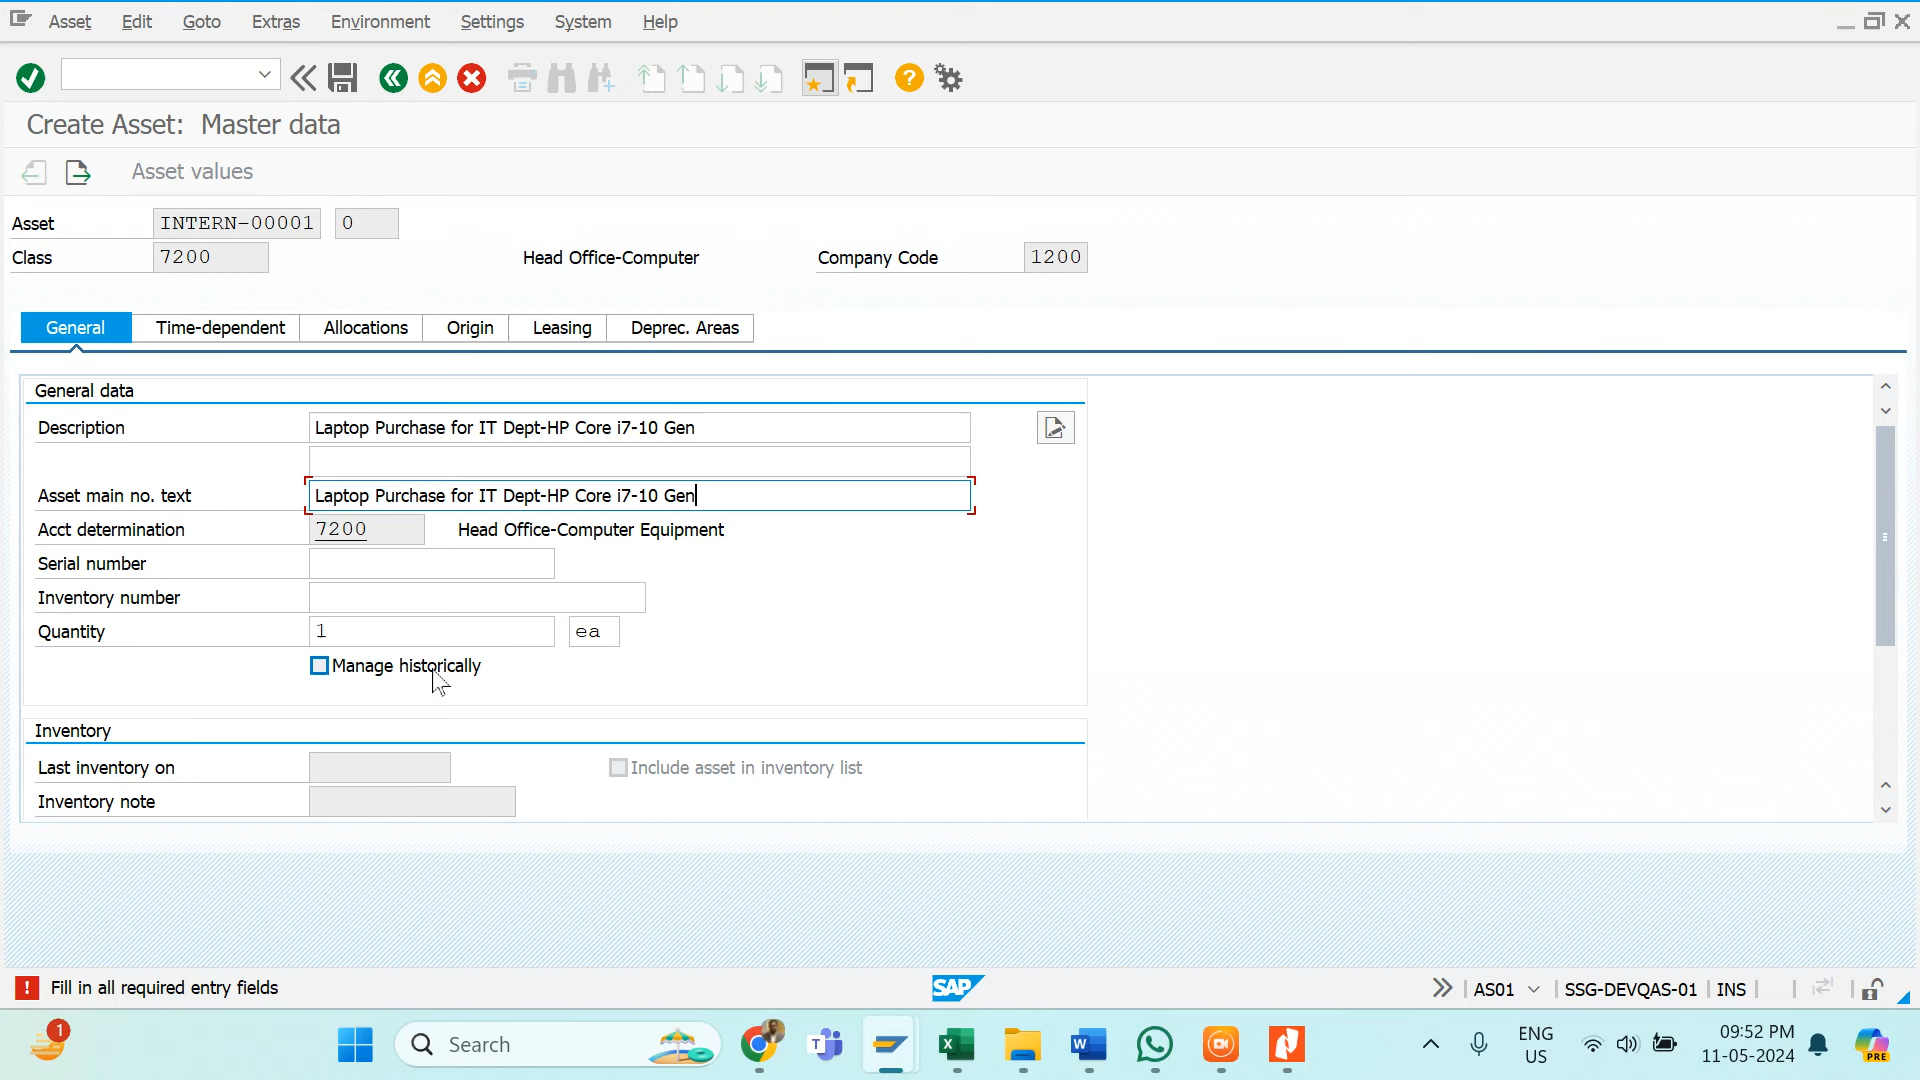 Asset Edit Goto Extras Environment Settings System Help
Create Asset: Master data
Asset values
Asset INTERN-00001 0
Class 7200 Head Office-Computer Company Code 1200
General Time-dependent Allocations Origin Leasing Deprec. Areas
General data
Description Laptop Purchase for IT Dept-HP Core i7-10 Gen
Asset main no. text Laptop Purchase for IT Dept-HP Core i7-10 Gen
Acct determination 7200 Head Office-Computer Equipment
Serial number
Inventory number
Quantity 1 ea
Manage historically
Inventory
Last inventory on Include asset in inventory list
Inventory note
! Fill in all required entry fields SAP AS01 SSG-DEVQAS-01 INS
1 Search ENG 09:52 PM
US 11-05-2024 PRE